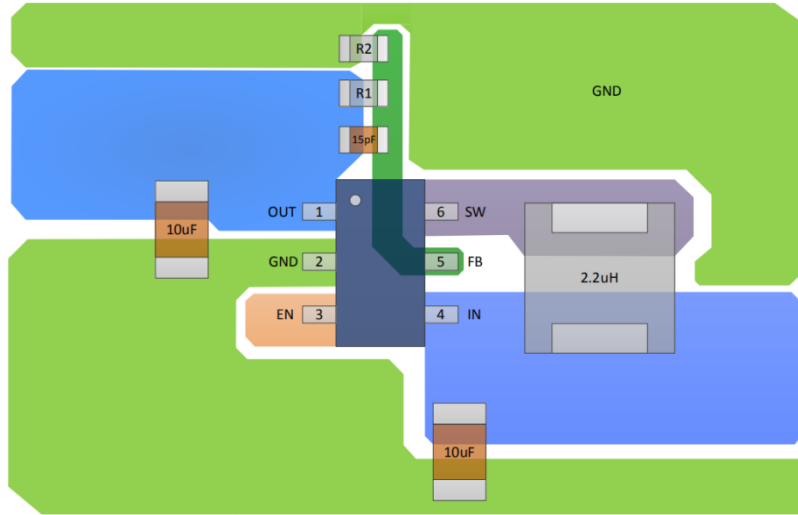 R2
R1
GND
15pF
OUT 1
6 SW
10uF
GND 2
5 FB
2.2uH
EN 3
4 IN
10uF